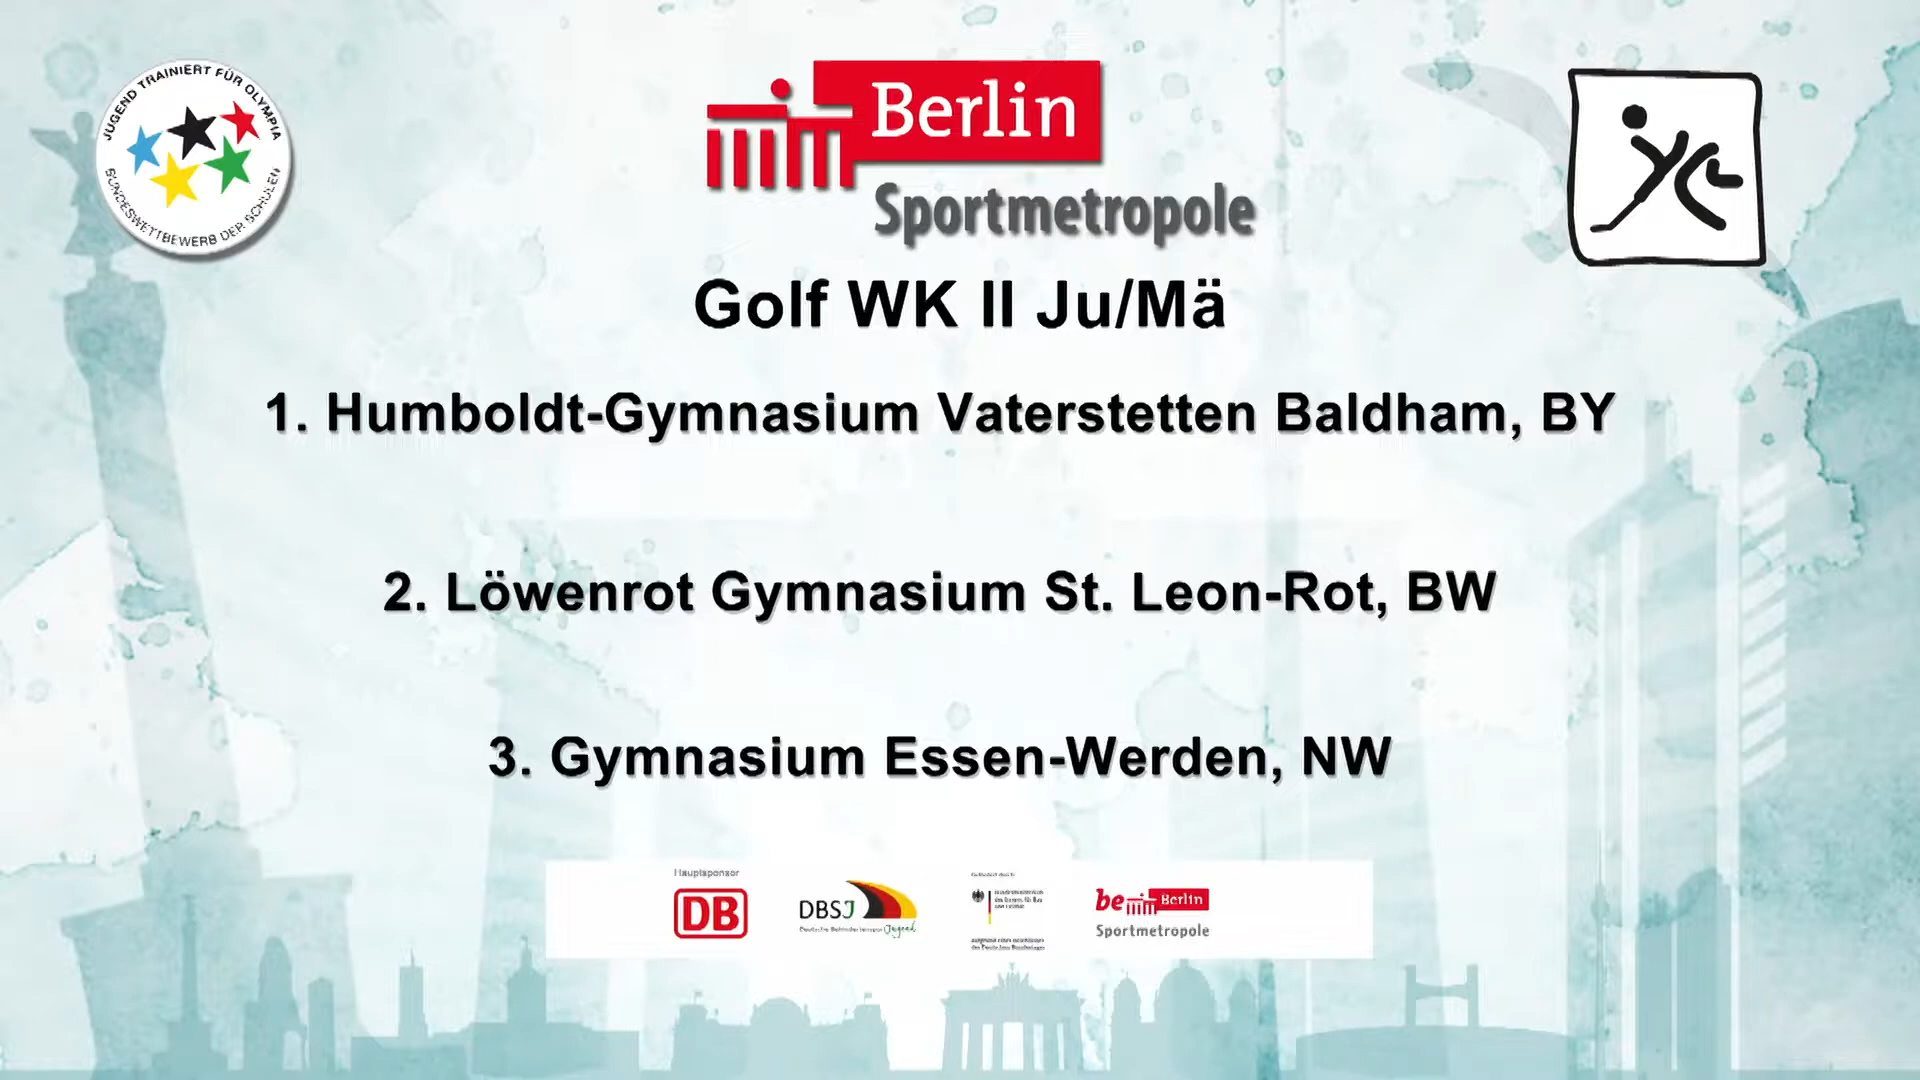 JUGEND TRAINIERT FÜR OLYMPIA
BUNDESWETTBEWERB DER SCHULEN
Berlin
Sportmetropole
Golf WK II Ju/Mä
1. Humboldt-Gymnasium Vaterstetten Baldham, BY
2. Löwenrot Gymnasium St. Leon-Rot, BW
3. Gymnasium Essen-Werden, NW
Hauptsponsor
DB
DBSJ
Deutsche Behindertensportjugend
be Berlin
Sportmetropole